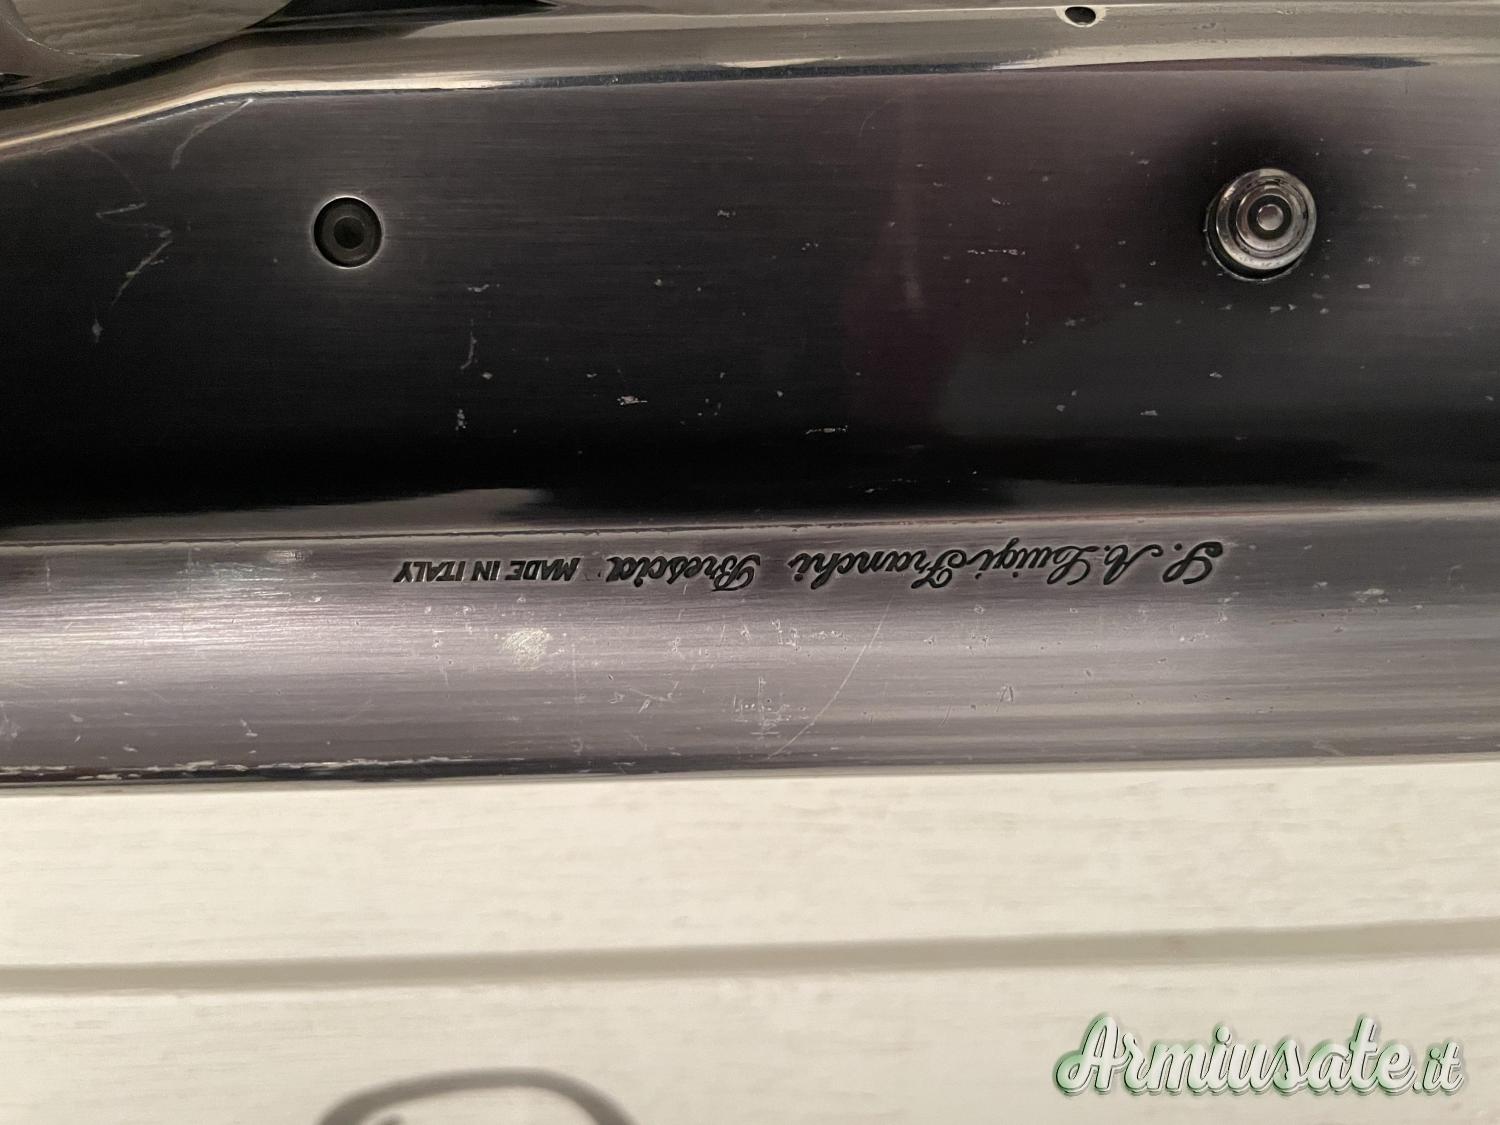 S. A. Luigi Franchi Brescia MADE IN ITALY
Armiusate.it